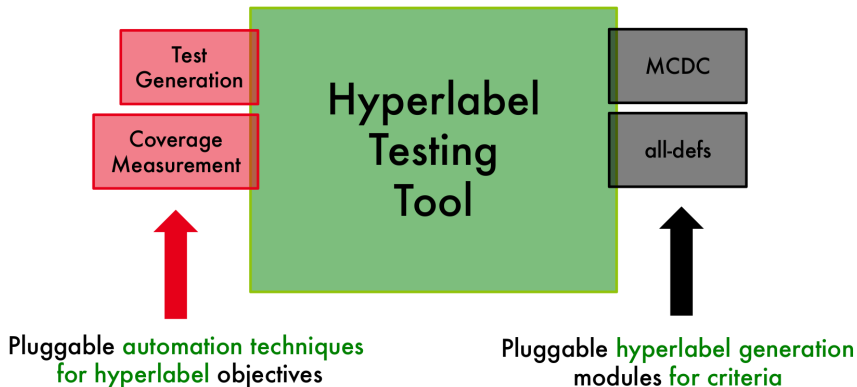 Test
Generation
Coverage
Measurement
Hyperlabel
Testing
Tool
MCDC
all-defs
Pluggable automation techniques
for hyperlabel objectives
Pluggable hyperlabel generation
modules for criteria